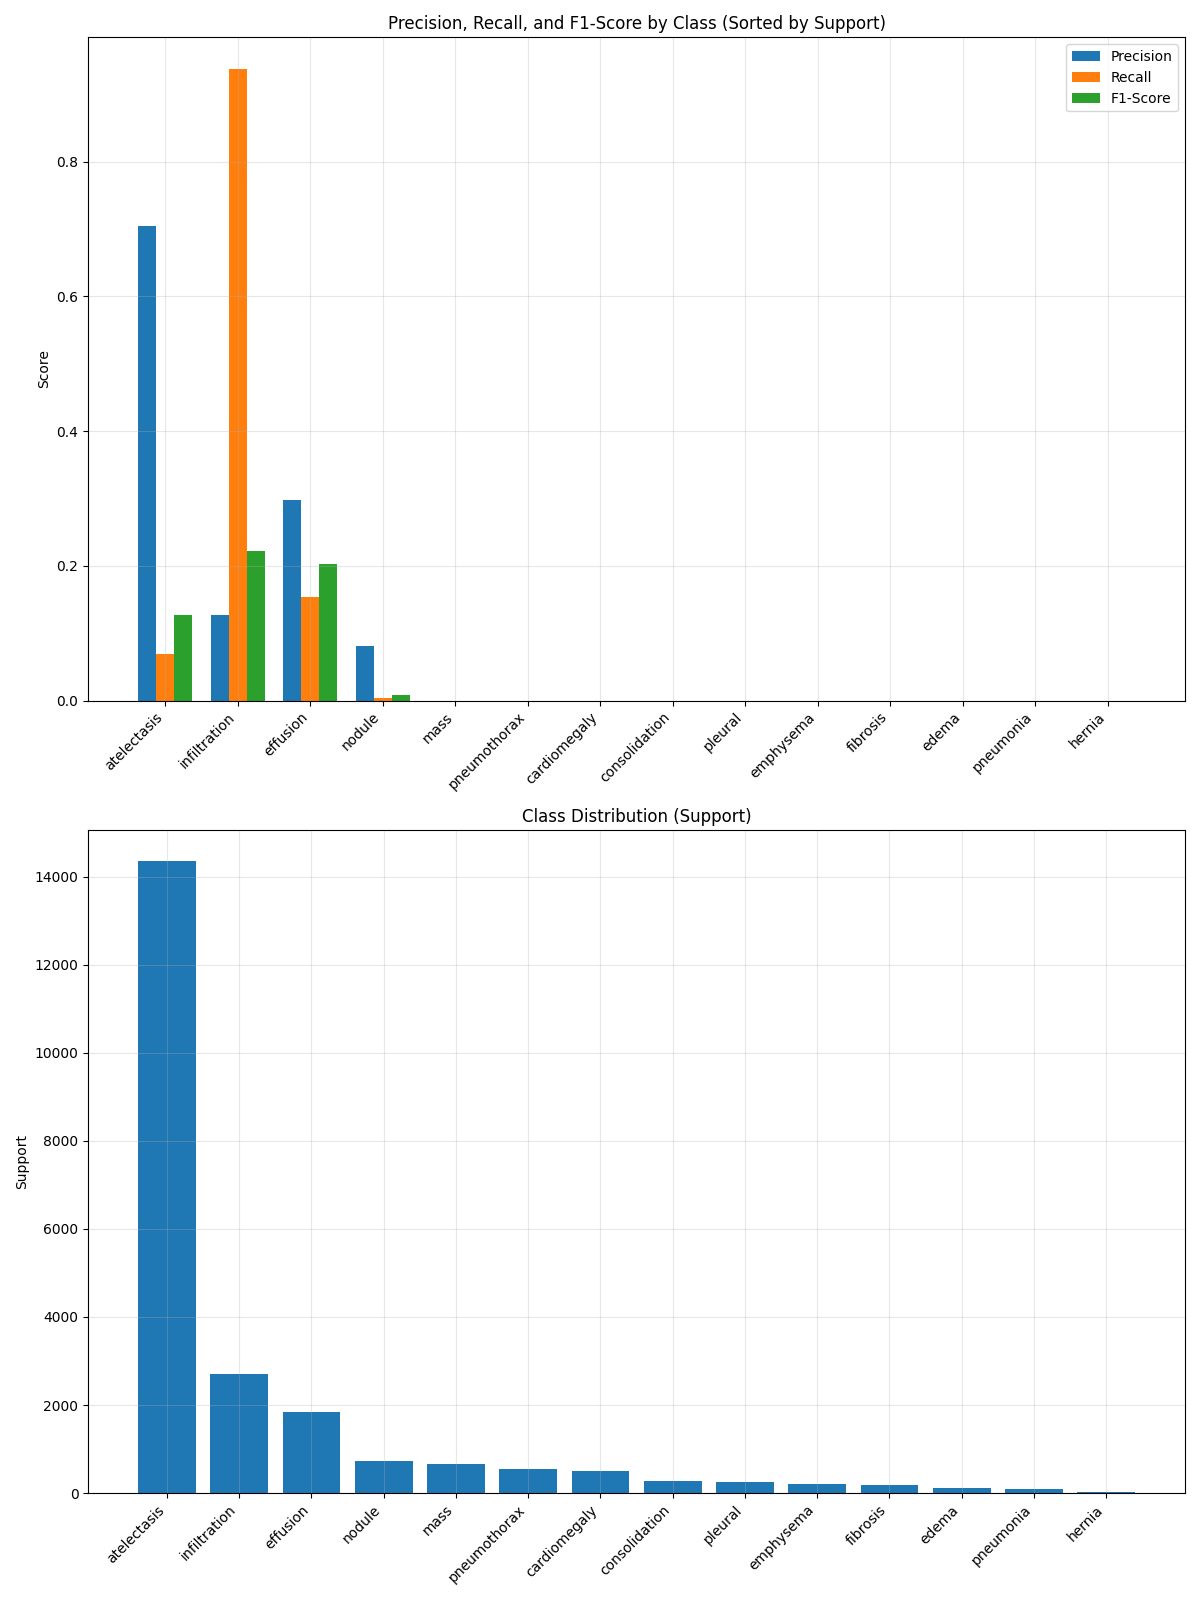 Precision, Recall, and F1-Score by Class (Sorted by Support)
Precision
Recall
F1-Score
Score
0.8
0.6
0.4
0.2
0.0
atelectasis
infiltration
effusion
nodule
mass
pneumothorax
cardiomegaly
consolidation
pleural
emphysema
fibrosis
edema
pneumonia
hernia
Class Distribution (Support)
Support
14000
12000
10000
8000
6000
4000
2000
0
atelectasis
infiltration
effusion
nodule
mass
pneumothorax
cardiomegaly
consolidation
pleural
emphysema
fibrosis
edema
pneumonia
hernia